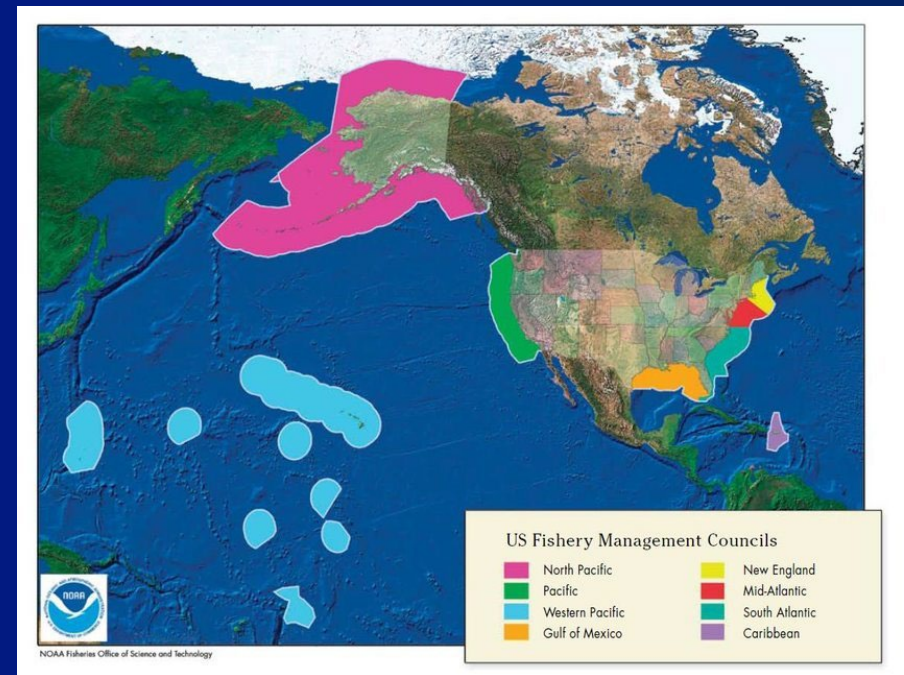 NOAA
US Fishery Management Councils
North Pacific
Pacific
Western Pacific
Gulf of Mexico
New England
Mid-Atlantic
South Atlantic
Caribbean
NOAA Fisheries Office of Science and Technology